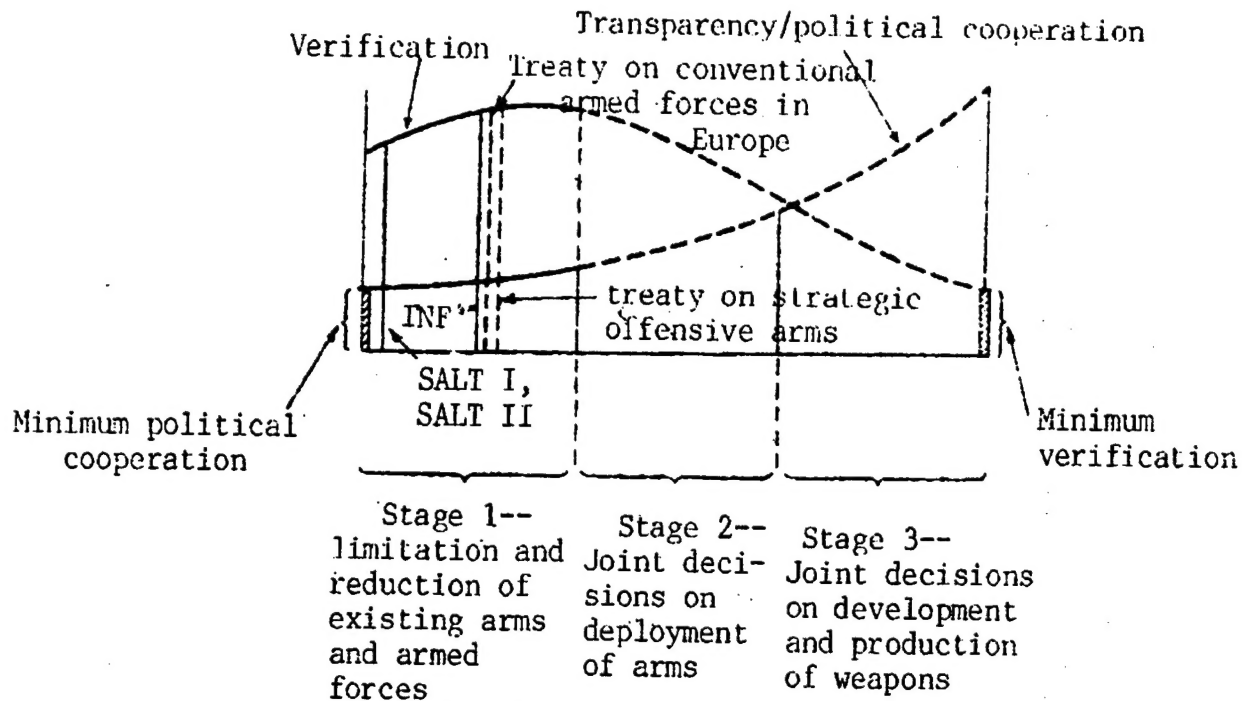 Transparency/political cooperation
Verification
Treaty on conventional
armed forces in
Europe
INF
treaty on strategic
offensive arms
SALT I,
SALT II
Minimum political
cooperation
Minimum
verification
Stage 1--
limitation and
reduction of
existing arms
and armed
forces
Stage 2--
Joint deci-
sions on
deployment
of arms
Stage 3--
Joint decisions
on development
and production
of weapons